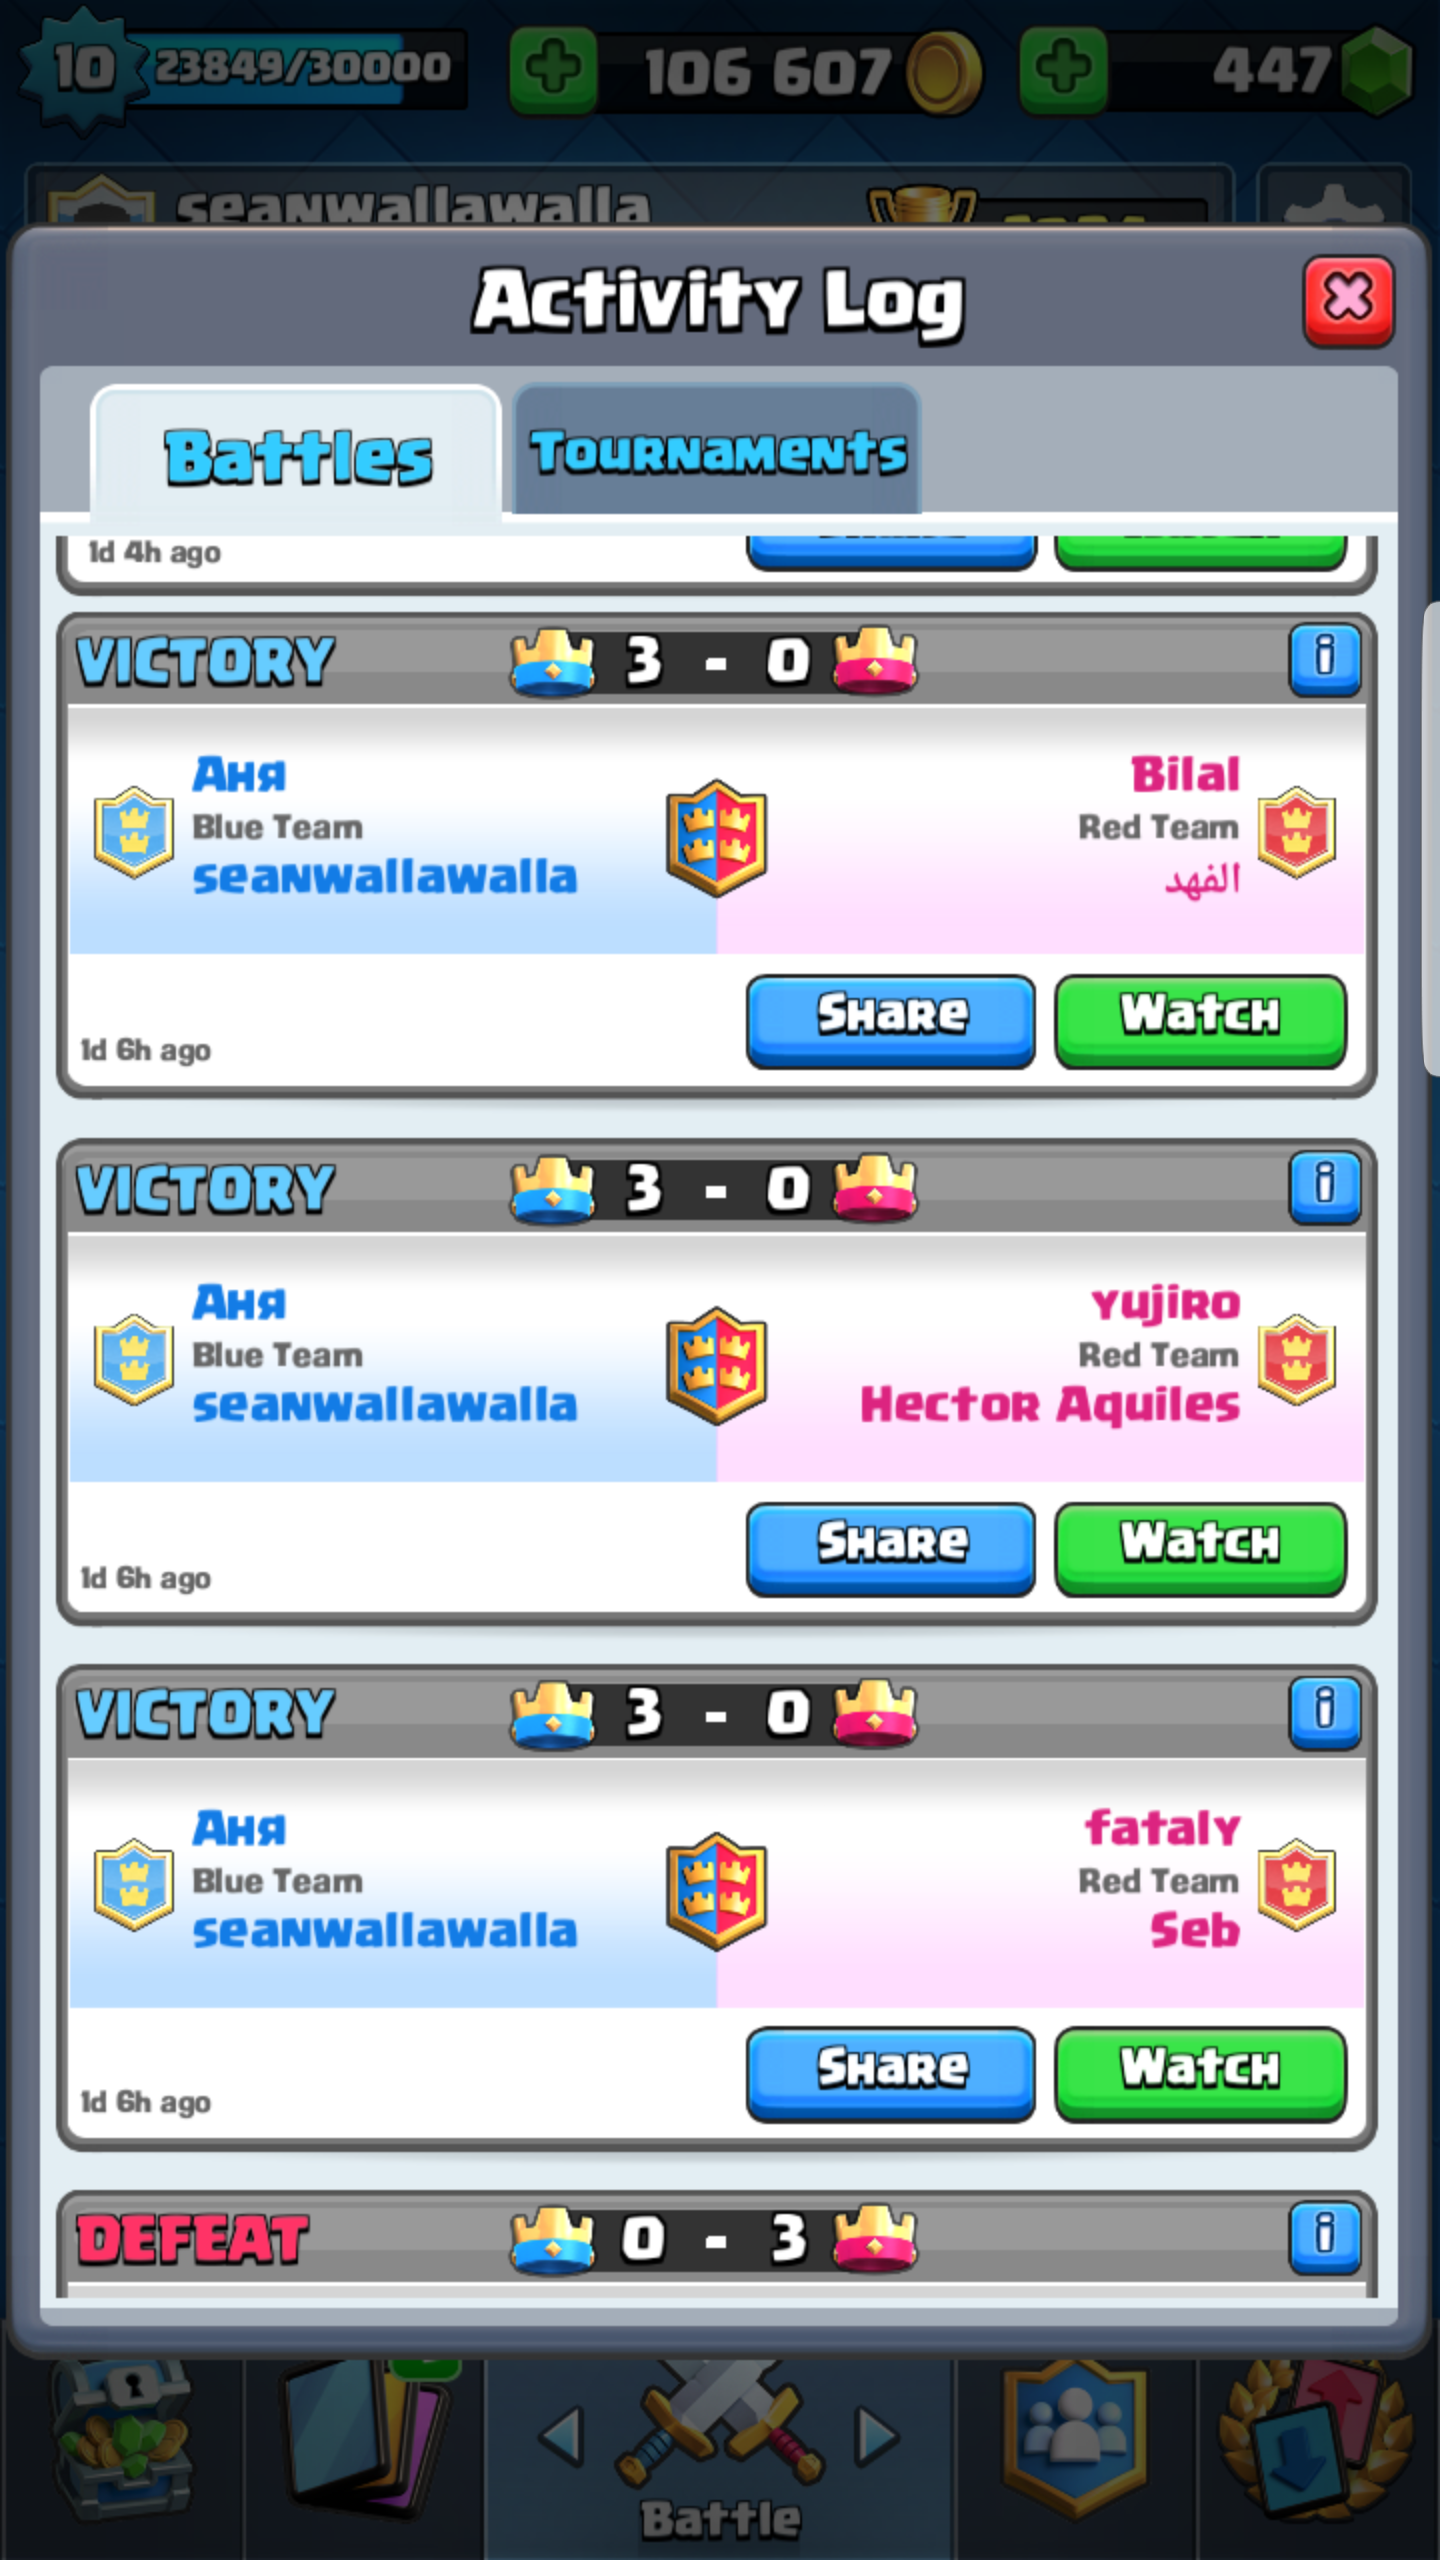 10 23849/30000 106 607 447
seanwallawalla
Activity Log
Battles Tournaments
1d 4h ago
VICTORY 3 - 0
Аня Bilal
Blue Team Red Team
seanwallawalla الفهد
Share Watch
1d 6h ago
VICTORY 3 - 0
Аня yujiro
Blue Team Red Team
seanwallawalla Hector Aquiles
Share Watch
1d 6h ago
VICTORY 3 - 0
Аня fataly
Blue Team Red Team
seanwallawalla Seb
Share Watch
1d 6h ago
DEFEAT 0 - 3
Battle